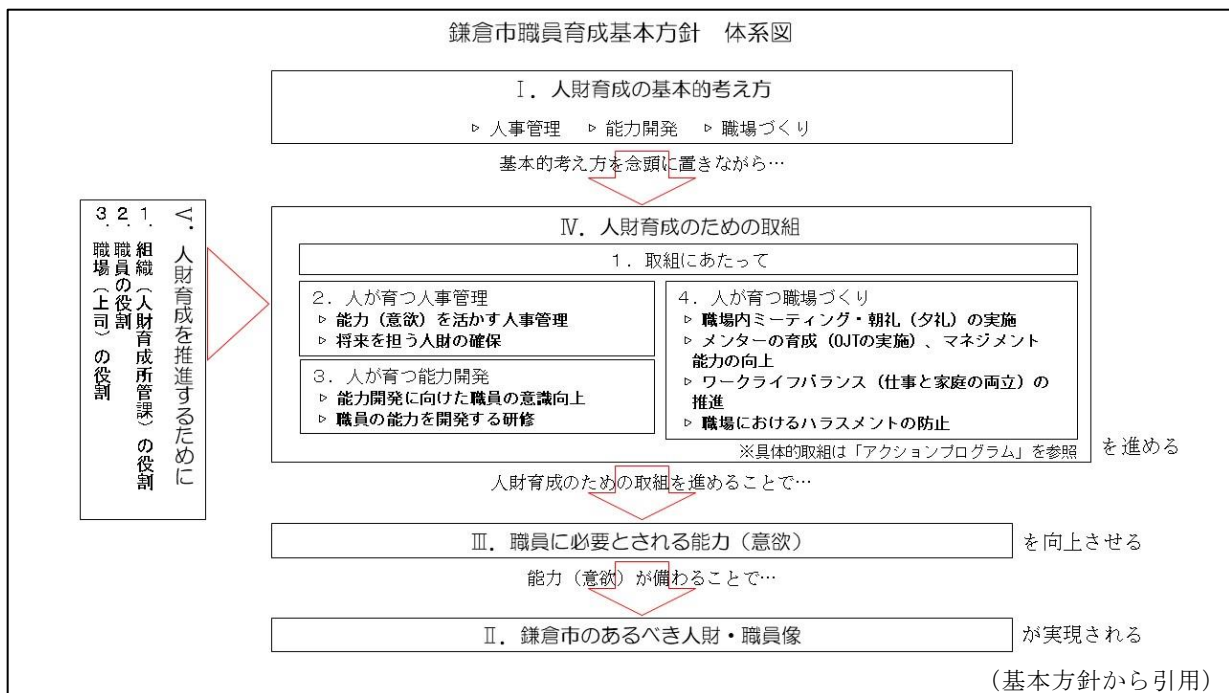 鎌倉市職員育成基本方針　体系図
Ⅰ．人財育成の基本的考え方
▷ 人事管理　▷ 能力開発　▷ 職場づくり
基本的考え方を念頭に置きながら…
Ⅴ．人財育成を推進するために
１．組織（人財育成所管課）の役割
２．職員の役割
３．職場（上司）の役割
Ⅳ．人財育成のための取組
１．取組にあたって
２．人が育つ人事管理
▷ 能力（意欲）を活かす人事管理
▷ 将来を担う人財の確保
３．人が育つ能力開発
▷ 能力開発に向けた職員の意識向上
▷ 職員の能力を開発する研修
４．人が育つ職場づくり
▷ 職場内ミーティング・朝礼（夕礼）の実施
▷ メンターの育成（OJTの実施）、マネジメント
能力の向上
▷ ワークライフバランス（仕事と家庭の両立）の
推進
▷ 職場におけるハラスメントの防止
※具体的取組は「アクションプログラム」を参照
を進める
人財育成のための取組を進めることで…
Ⅲ．職員に必要とされる能力（意欲）
を向上させる
能力（意欲）が備わることで…
Ⅱ．鎌倉市のあるべき人財・職員像
が実現される
（基本方針から引用）